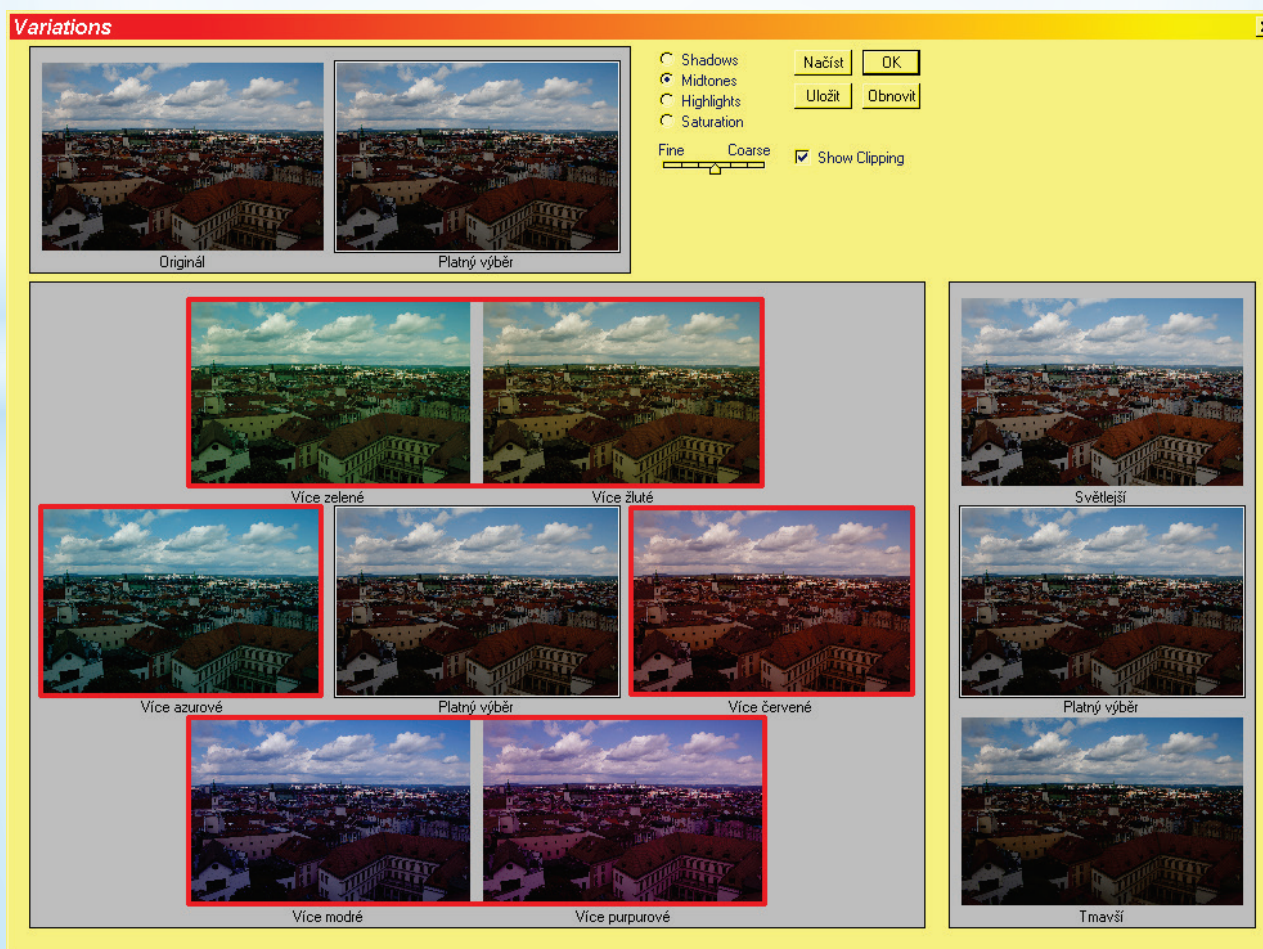 Variations
Shadows
Midtones
Highlights
Saturation
Načíst
OK
Uložit
Obnovit
Fine Coarse
Show Clipping
Originál
Platný výběr
Více zelené
Více žluté
Světlejší
Více azurové
Platný výběr
Více červené
Platný výběr
Více modré
Více purpurové
Tmavší